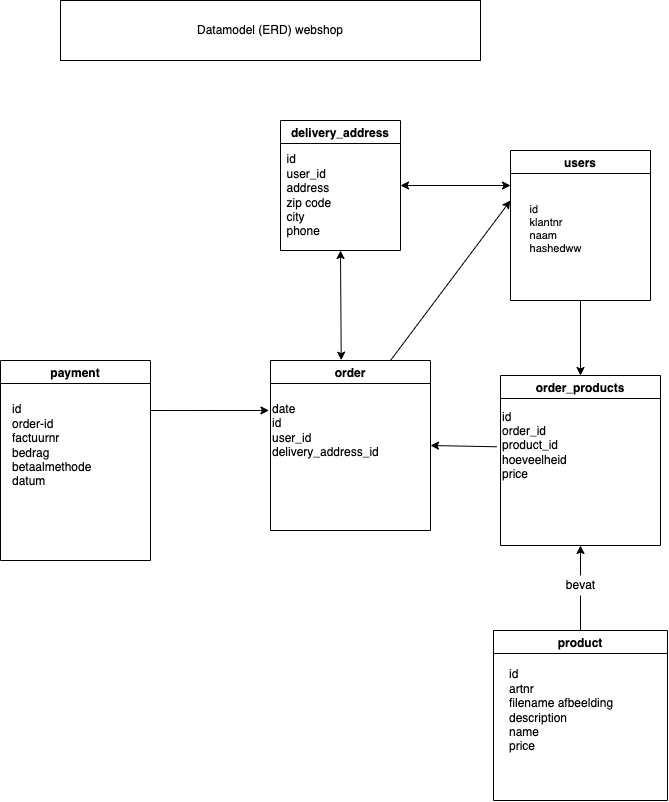 Datamodel (ERD) webshop
delivery_address
id
user_id
address
zip code
city
phone
users
id
klantnr
naam
hashedww
payment
id
order-id
factuurnr
bedrag
betaalmethode
datum
order
date
id
user_id
delivery_address_id
order_products
id
order_id
product_id
hoeveelheid
price
bevat
product
id
artnr
filename afbeelding
description
name
price